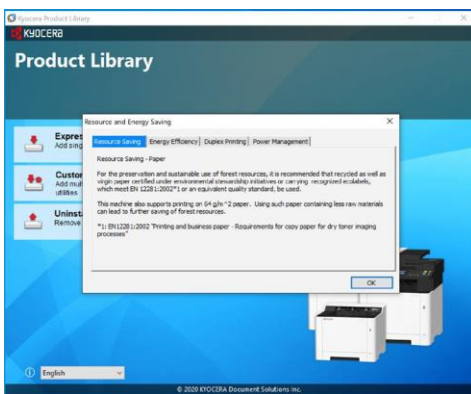 Kyocera Product Library
KYOCERA
Product Library
Resource and Energy Saving
Expres
Add sing
Resource Saving
Energy Efficiency
Duplex Printing
Power Management
Resource Saving - Paper
For the preservation and sustainable use of forest resources, it is recommended that recycled as well as
virgin paper certified under environmental stewardship initiatives or carrying recognized ecolabels,
which meet EN 12281:2002*1 or an equivalent quality standard, be used.
Custor
Add mul
utilities.
This machine also supports printing on 64 g/m^2 paper. Using such paper containing less raw materials
can lead to further saving of forest resources.
Uninsta
Remove
*1: EN12281:2002 "Printing and business paper - Requirements for copy paper for dry toner imaging
processes"
OK
English
© 2020 KYOCERA Document Solutions Inc.